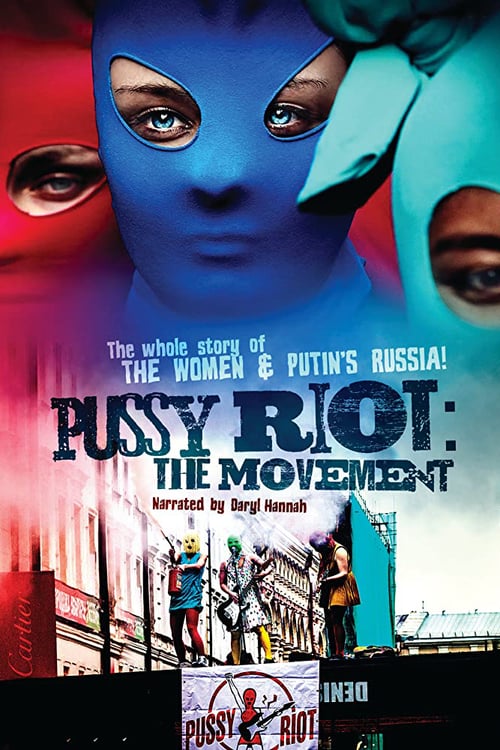 The whole story of
THE WOMEN & PUTIN'S RUSSIA!
PUSSY RIOT:
THE MOVEMENT
Narrated by Daryl Hannah
Cartier
DENIS
PUSSY RIOT